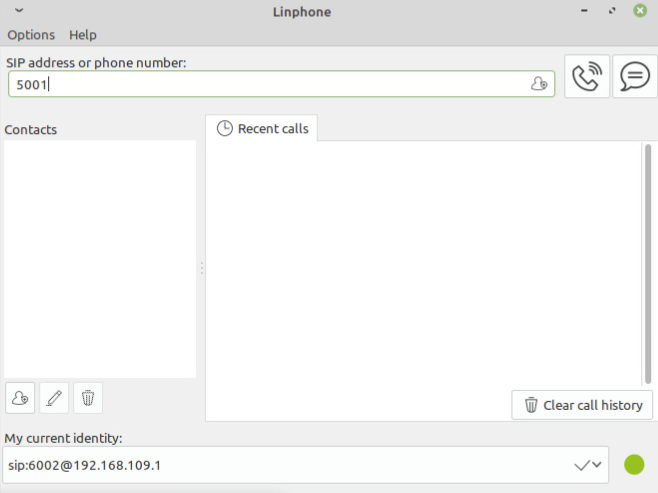 Linphone
Options Help
SIP address or phone number:
5001
Contacts
Recent calls
Clear call history
My current identity:
sip:6002@192.168.109.1